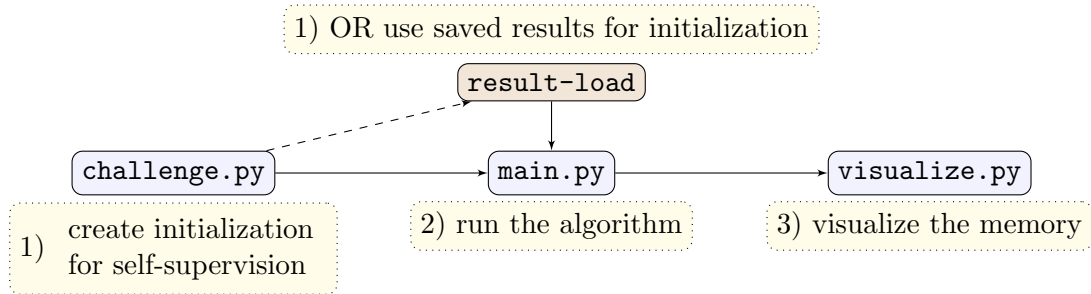 1) OR use saved results for initialization
result-load
challenge.py
main.py
visualize.py
1) create initialization
for self-supervision
2) run the algorithm
3) visualize the memory